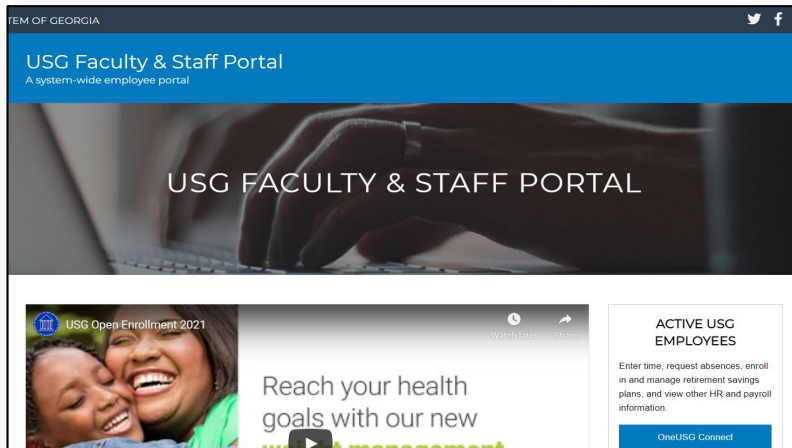 TEM OF GEORGIA
USG Faculty & Staff Portal
A system-wide employee portal
USG FACULTY & STAFF PORTAL
USG Open Enrollment 2021
Watch later
Share
Reach your health
goals with our new
management
ACTIVE USG
EMPLOYEES
Enter time, request absences, enroll
in and manage retirement savings
plans, and view other HR and payroll
information.
OneUSG Connect